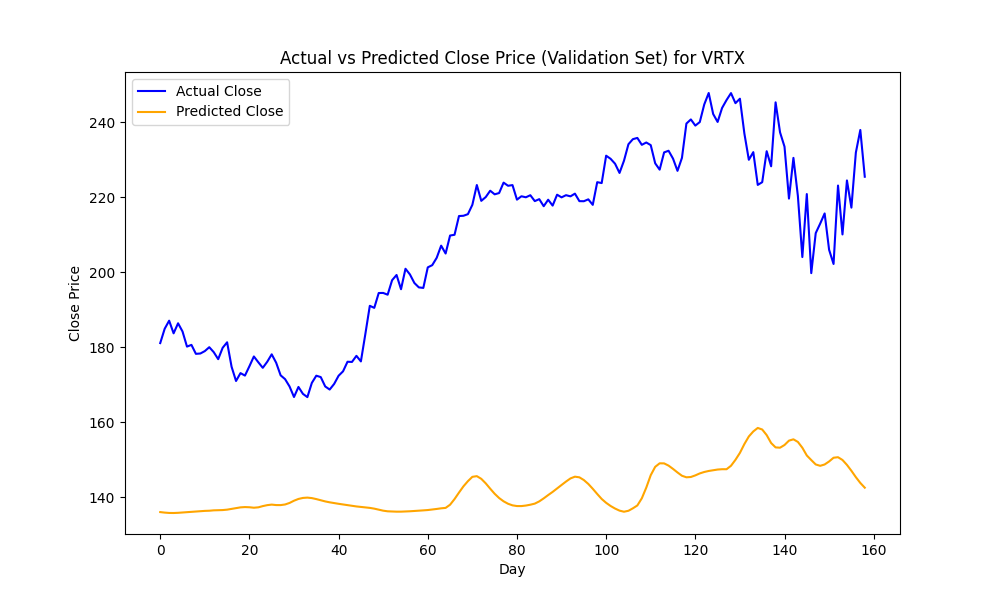 Actual vs Predicted Close Price (Validation Set) for VRTX
Actual Close
Predicted Close
Close Price
240
220
200
180
160
140
0 20 40 60 80 100 120 140 160
Day